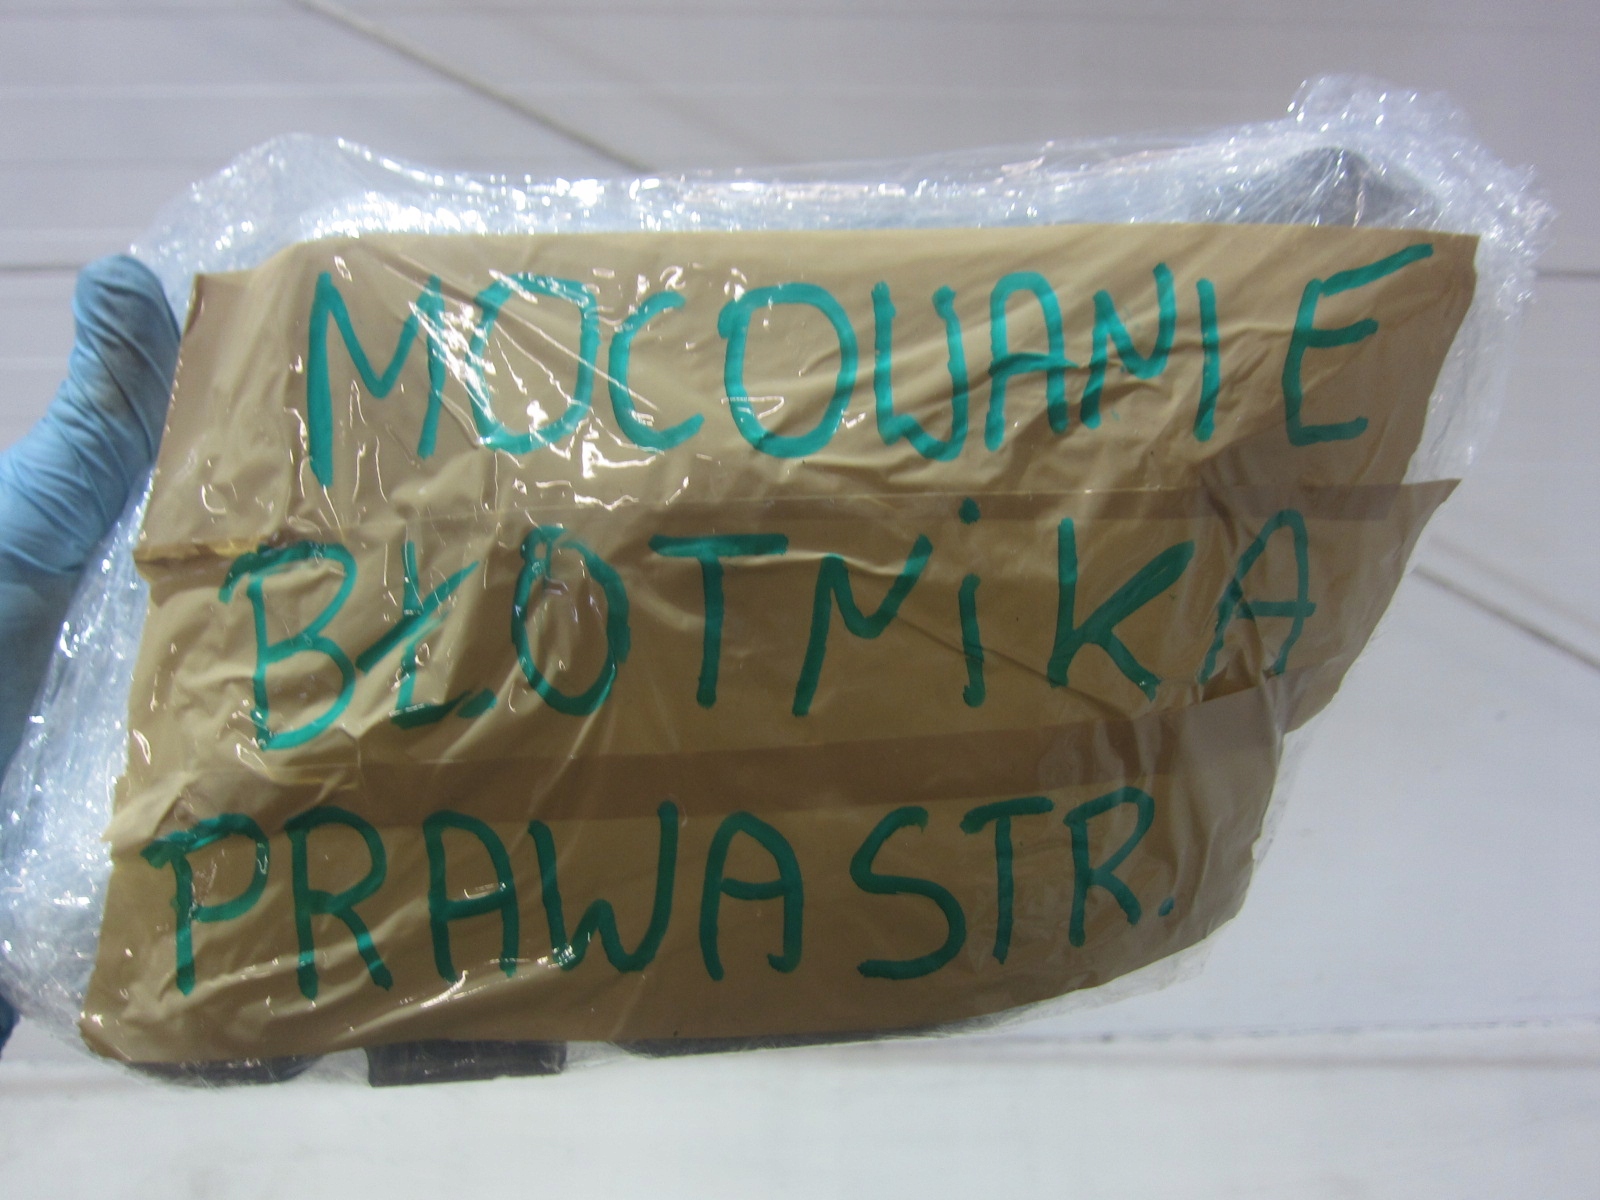 MOCOWANIE
BŁOTNiKA
PRAWA STR.